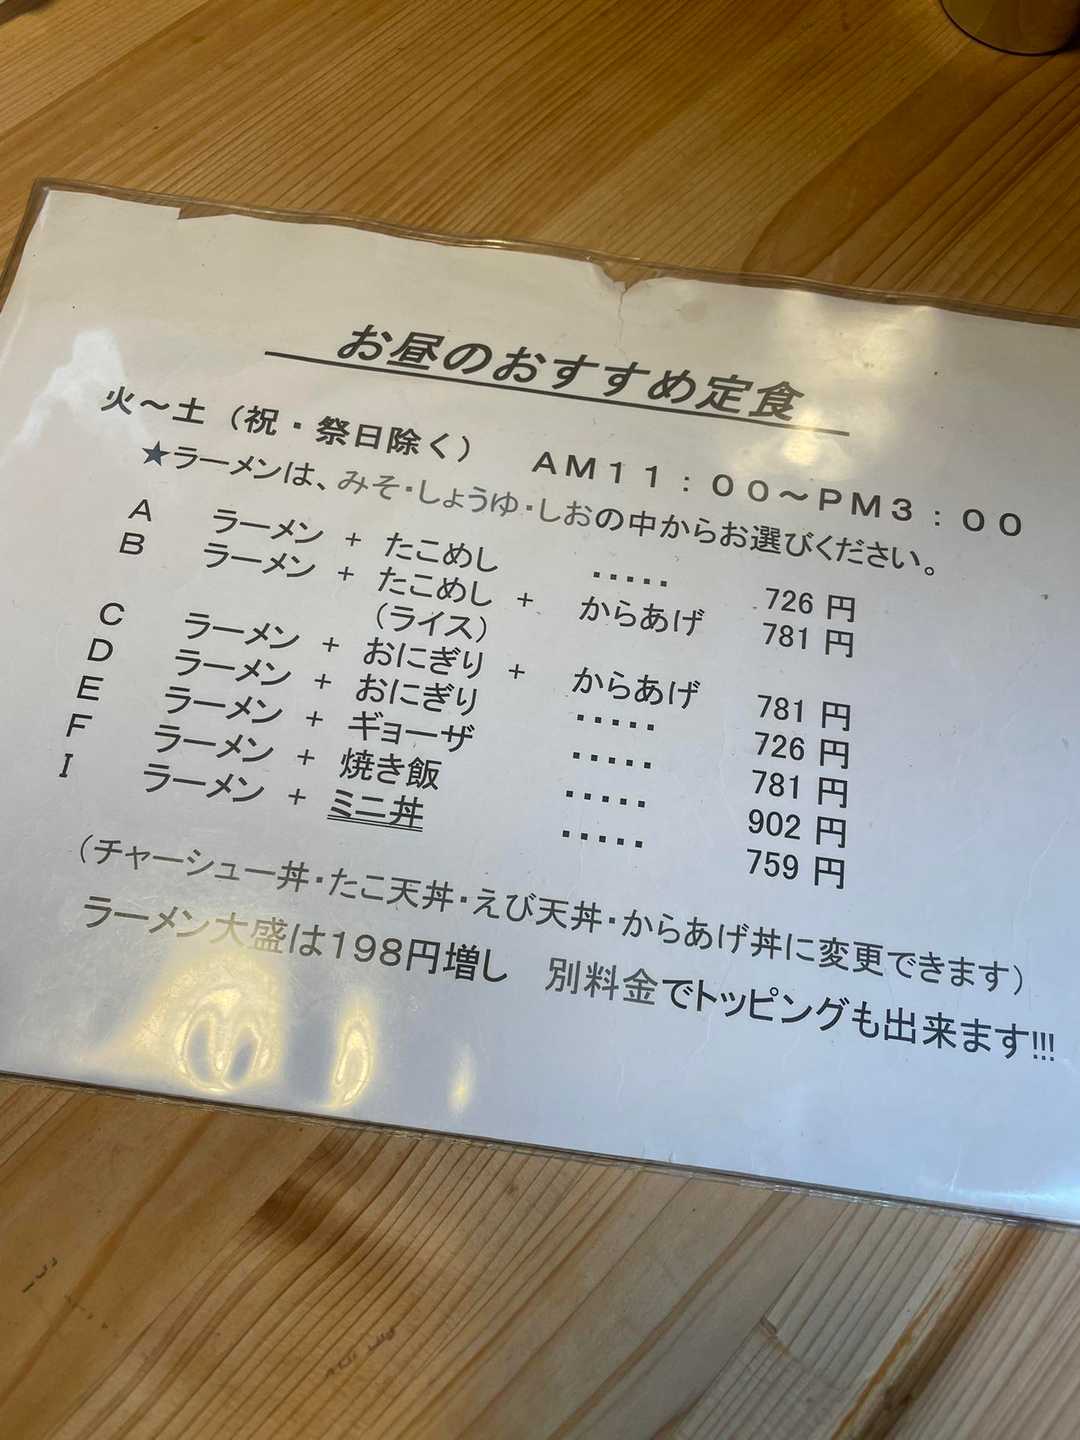 お昼のおすすめ定食
火～土（祝・祭日除く） AM11：00～PM3：00
★ラーメンは、みそ・しょうゆ・しおの中からお選びください。
A ラーメン + たこめし ・・・・・ 726 円
B ラーメン + たこめし + からあげ 781 円
(ライス)
C ラーメン + おにぎり + からあげ 781 円
D ラーメン + おにぎり ・・・・・ 726 円
E ラーメン + ギョーザ ・・・・・ 781 円
F ラーメン + 焼き飯 ・・・・・ 902 円
I ラーメン + ミニ丼 ・・・・・ 759 円
（チャーシュー丼・たこ天丼・えび天丼・からあげ丼に変更できます）
ラーメン大盛は198円増し 別料金でトッピングも出来ます!!!